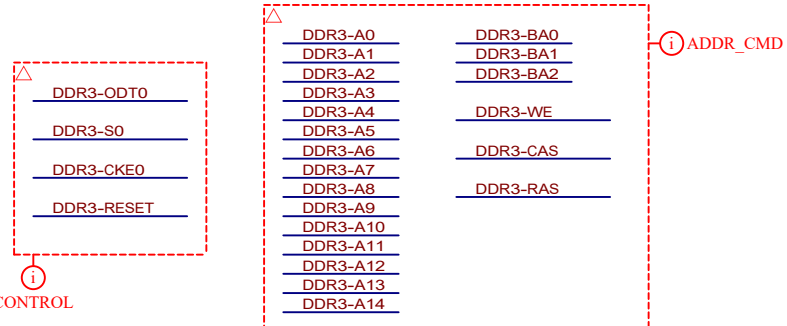 DDR3-ODT0
DDR3-S0
DDR3-CKE0
DDR3-RESET
i
CONTROL
DDR3-A0
DDR3-A1
DDR3-A2
DDR3-A3
DDR3-A4
DDR3-A5
DDR3-A6
DDR3-A7
DDR3-A8
DDR3-A9
DDR3-A10
DDR3-A11
DDR3-A12
DDR3-A13
DDR3-A14
DDR3-BA0
DDR3-BA1
DDR3-BA2
DDR3-WE
DDR3-CAS
DDR3-RAS
i ADDR_CMD